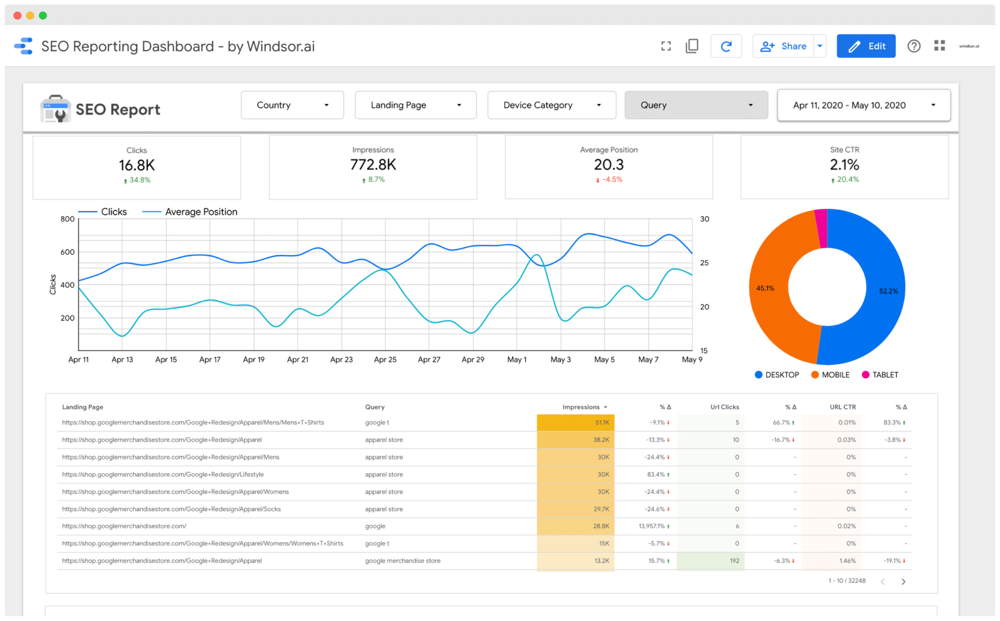 SEO Reporting Dashboard - by Windsor.ai
Share
Edit
windsor.ai
SEO Report
Country
Landing Page
Device Category
Query
Apr 11, 2020 - May 10, 2020
Clicks
16.8K
34.8%
Impressions
772.8K
8.7%
Average Position
20.3
-4.5%
Site CTR
2.1%
20.4%
Clicks Average Position
800
600
400
200
Clicks
30
25
20
15
Apr 11 Apr 13 Apr 15 Apr 17 Apr 19 Apr 21 Apr 23 Apr 25 Apr 27 Apr 29 May 1 May 3 May 5 May 7 May 9
45.1%
52.2%
DESKTOP MOBILE TABLET
Landing Page Query Impressions % Δ Url Clicks % Δ URL CTR % Δ
https://shop.googlemerchandisestore.com/Google+Redesign/Apparel/Mens/Mens+T+Shirts google t 51.1K -9.1% 5 66.7% 0.01% 83.3%
https://shop.googlemerchandisestore.com/Google+Redesign/Apparel apparel store 38.2K -13.3% 10 -16.7% 0.03% -3.8%
https://shop.googlemerchandisestore.com/Google+Redesign/Apparel/Mens apparel store 30K -24.4% 0 - 0% -
https://shop.googlemerchandisestore.com/Google+Redesign/Lifestyle apparel store 30K 83.4% 0 - 0% -
https://shop.googlemerchandisestore.com/Google+Redesign/Apparel/Womens apparel store 30K -24.4% 0 - 0% -
https://shop.googlemerchandisestore.com/Google+Redesign/Apparel/Socks apparel store 29.7K -24.6% 0 - 0% -
https://shop.googlemerchandisestore.com/ google 28.8K 13,957.1% 6 - 0.02% -
https://shop.googlemerchandisestore.com/Google+Redesign/Apparel/Womens/Womens+T+Shirts google t 15K -5.7% 0 - 0% -
https://shop.googlemerchandisestore.com/Google+Redesign/Apparel google merchandise store 13.2K 15.7% 192 -6.3% 1.46% -19.1%
1 - 10 / 32248